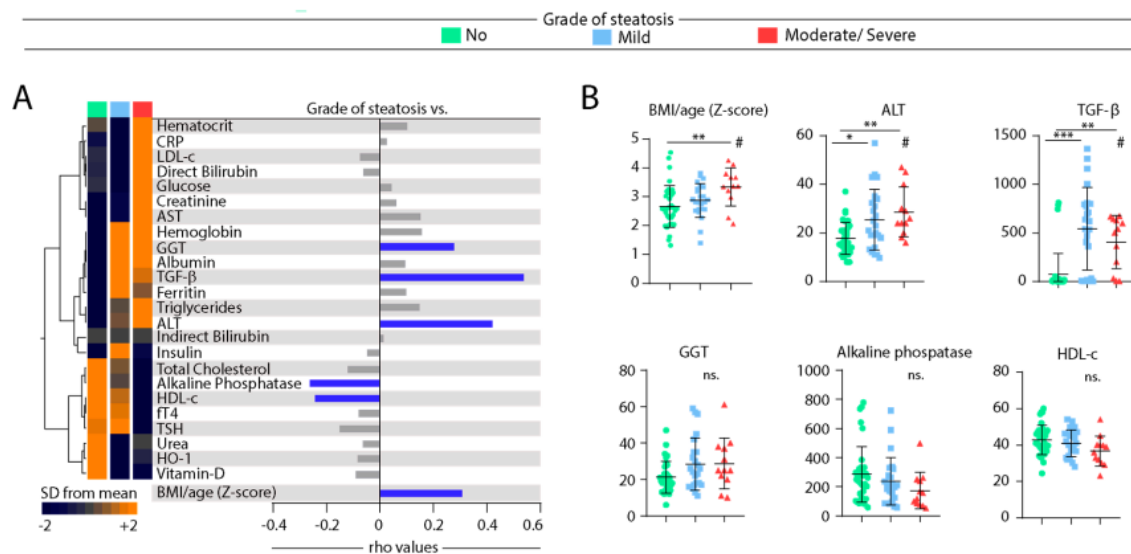 Grade of steatosis
No
Mild
Moderate/ Severe
A
Grade of steatosis vs.
Hematocrit
CRP
LDL-c
Direct Bilirubin
Glucose
Creatinine
AST
Hemoglobin
GGT
Albumin
TGF-β
Ferritin
Triglycerides
ALT
Indirect Bilirubin
Insulin
Total Cholesterol
Alkaline Phosphatase
HDL-c
fT4
TSH
Urea
HO-1
Vitamin-D
BMI/age (Z-score)
SD from mean
-2 +2
-0.4 -0.2 0 0.2 0.4 0.6
rho values
B
BMI/age (Z-score)
**
#
5
4
3
2
1
0
ALT
**
*
#
60
40
20
0
TGF-β
**
***
#
1500
1000
500
0
GGT
ns.
80
60
40
20
0
Alkaline phospatase
ns.
1000
800
600
400
200
0
HDL-c
ns.
80
60
40
20
0